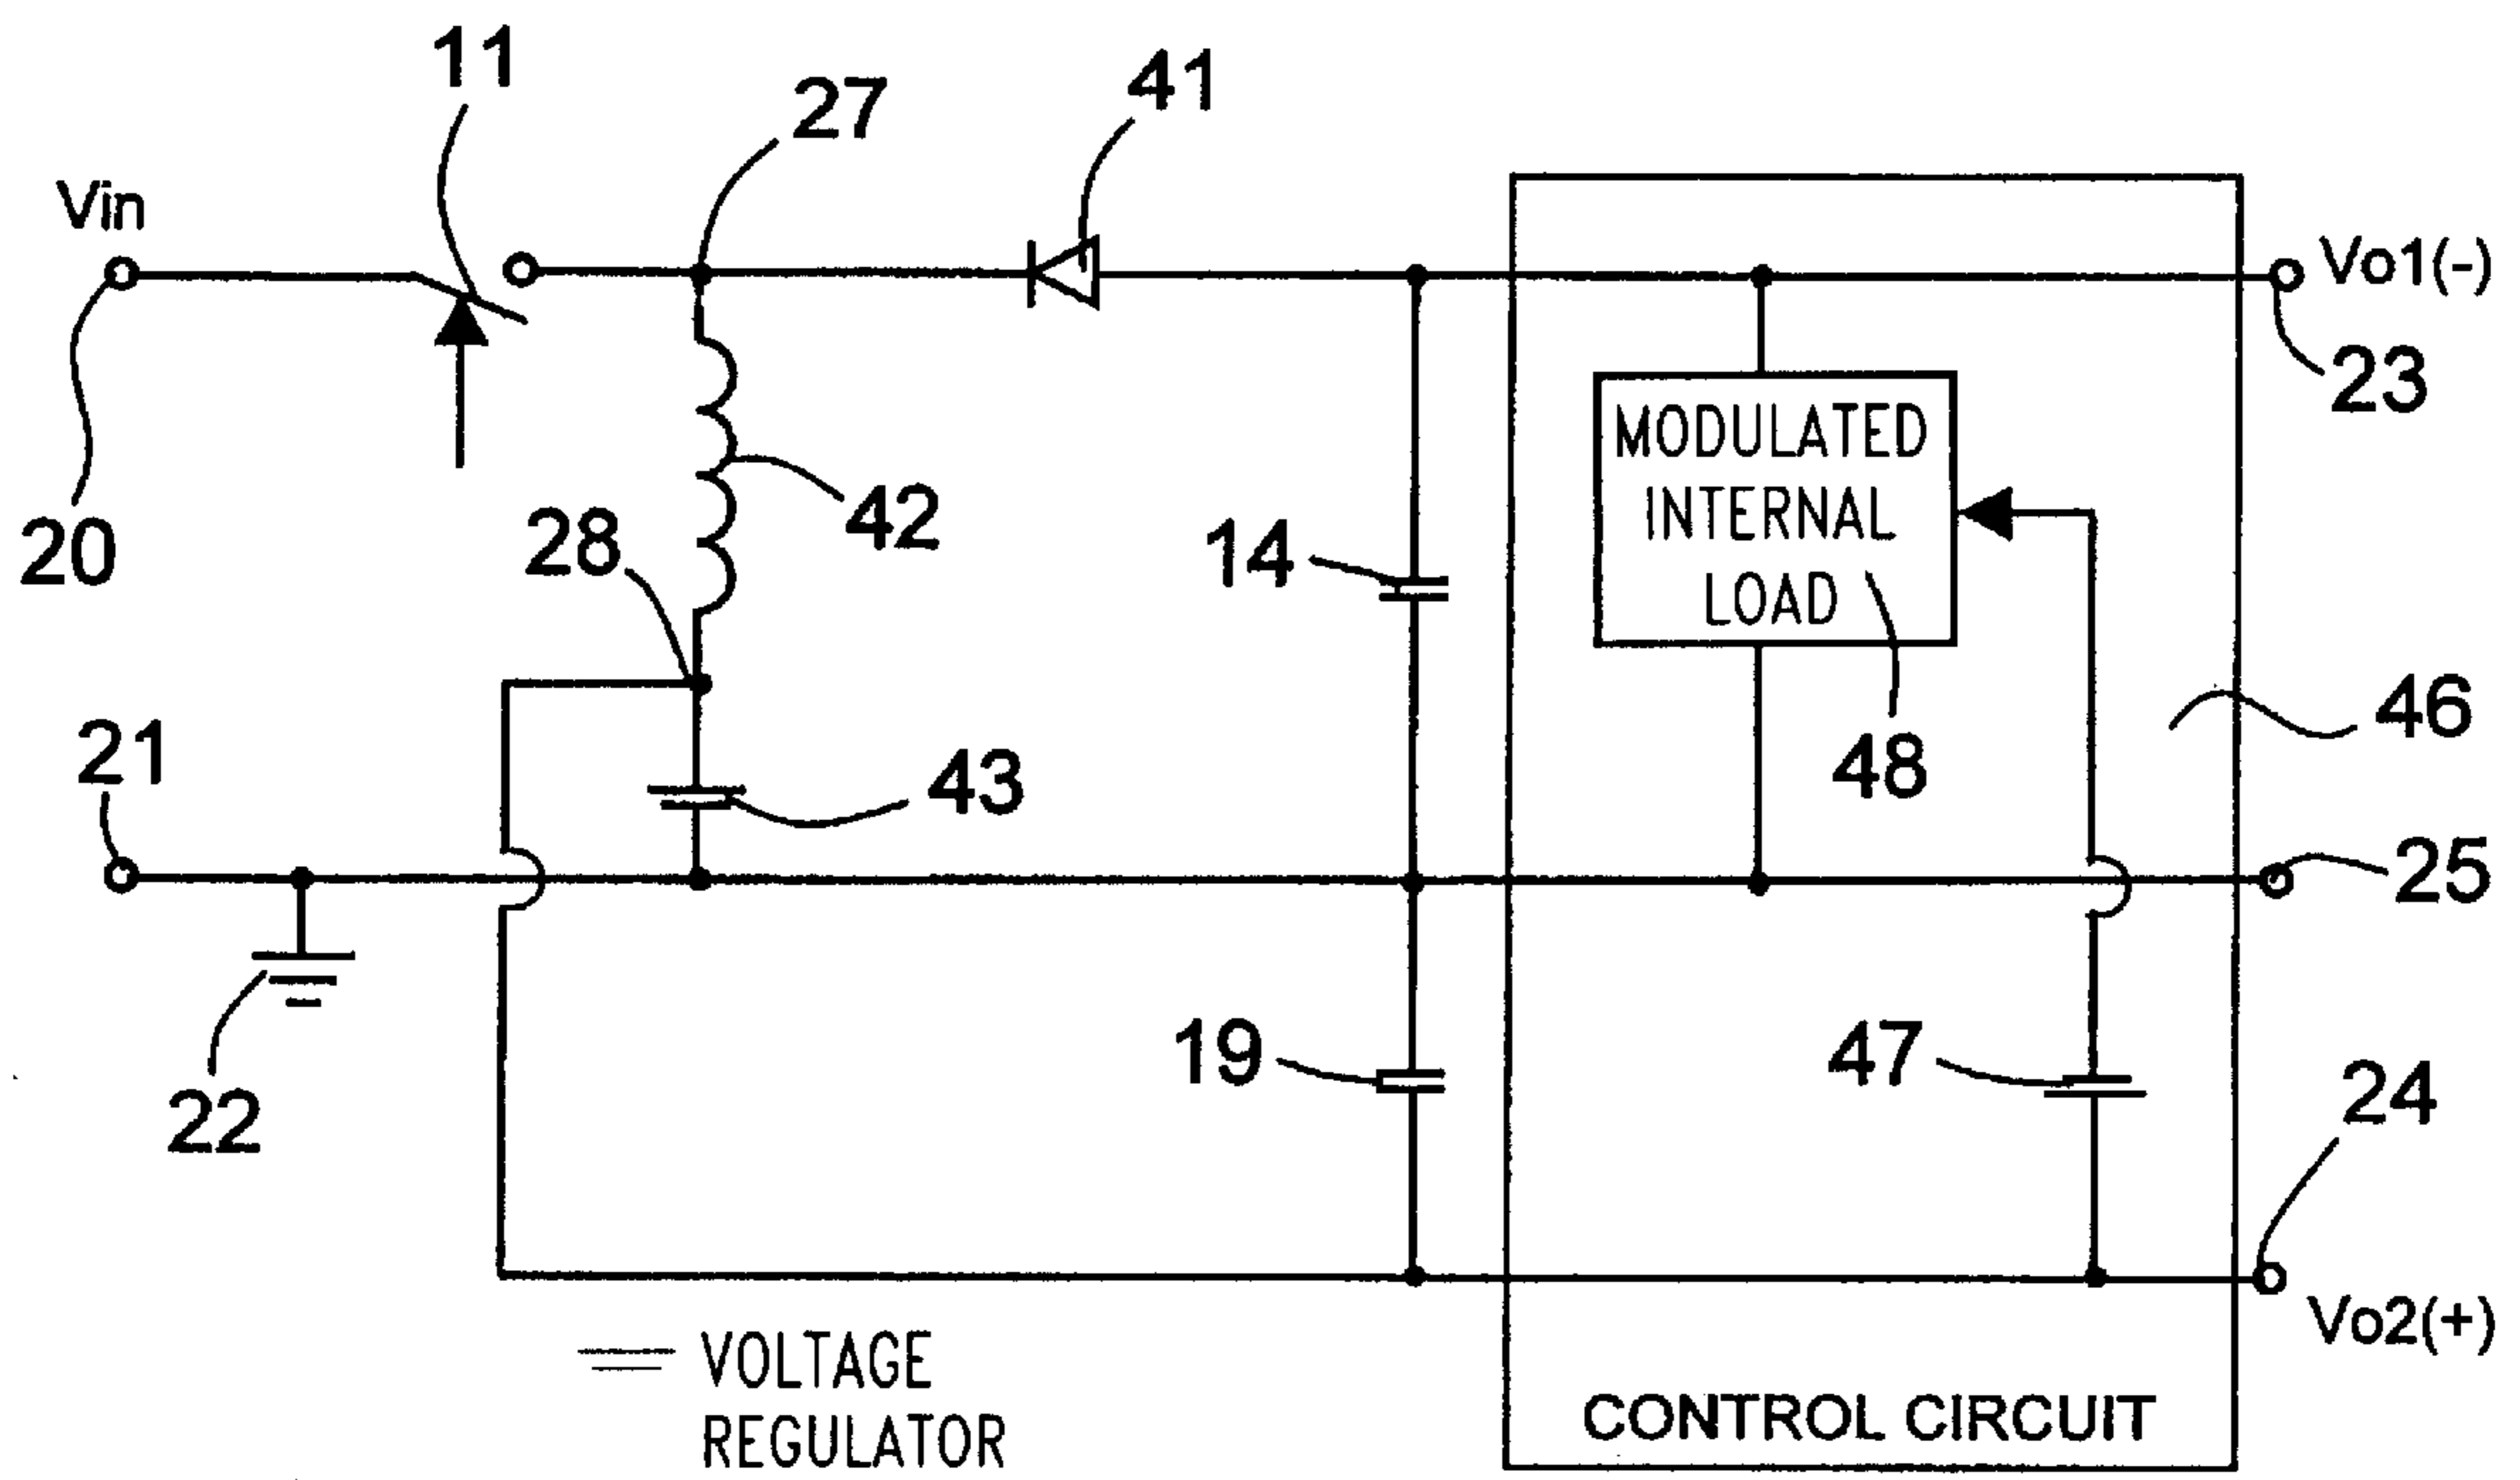 11
27
41
Vin
Vo1(-)
20
28
42
14
MODULATED
INTERNAL
LOAD
23
21
43
48
46
25
22
19
47
24
Vo2(+)
VOLTAGE
REGULATOR
CONTROL CIRCUIT